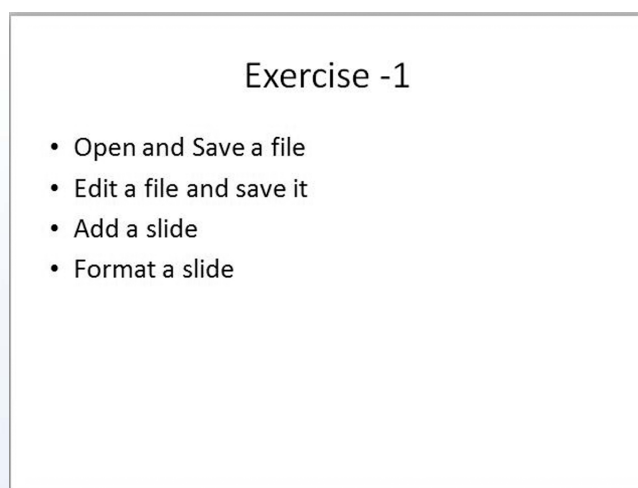 Exercise -1
• Open and Save a file
• Edit a file and save it
• Add a slide
• Format a slide